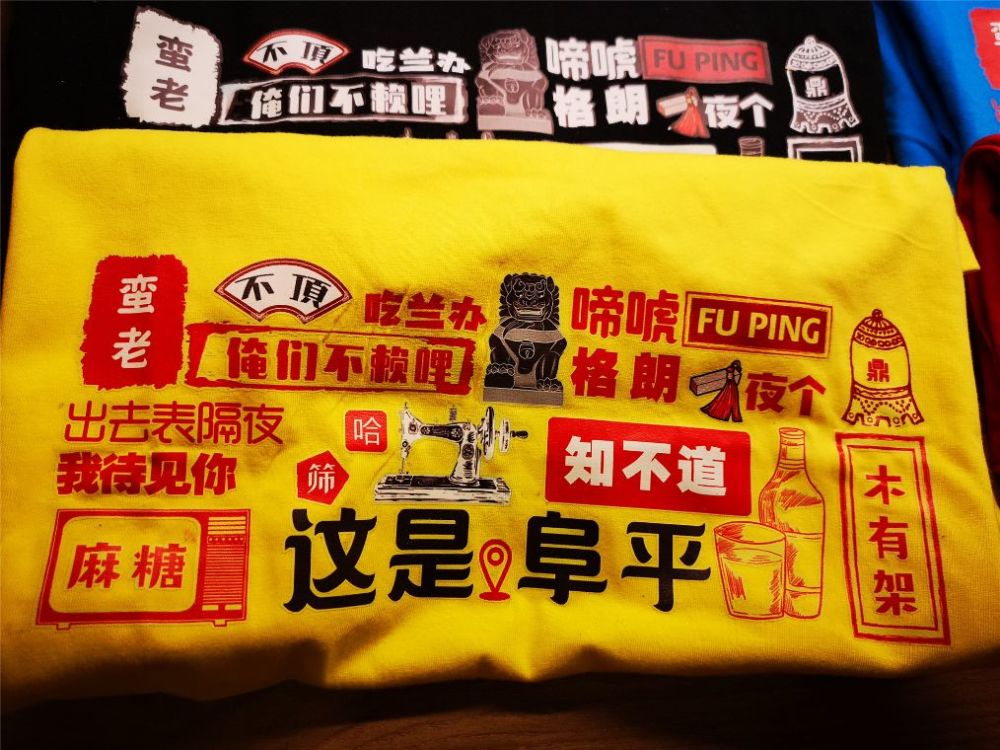 蛮老
不頂
吃兰办
俺们不赖哩
啼唬
FU PING
格朗
夜个
鼎
蛮老
不頂
吃兰办
俺们不赖哩
啼唬
FU PING
格朗
夜个
鼎
出去表隔夜
我待见你
哈
筛
知不道
麻糖
这是阜平
木有架